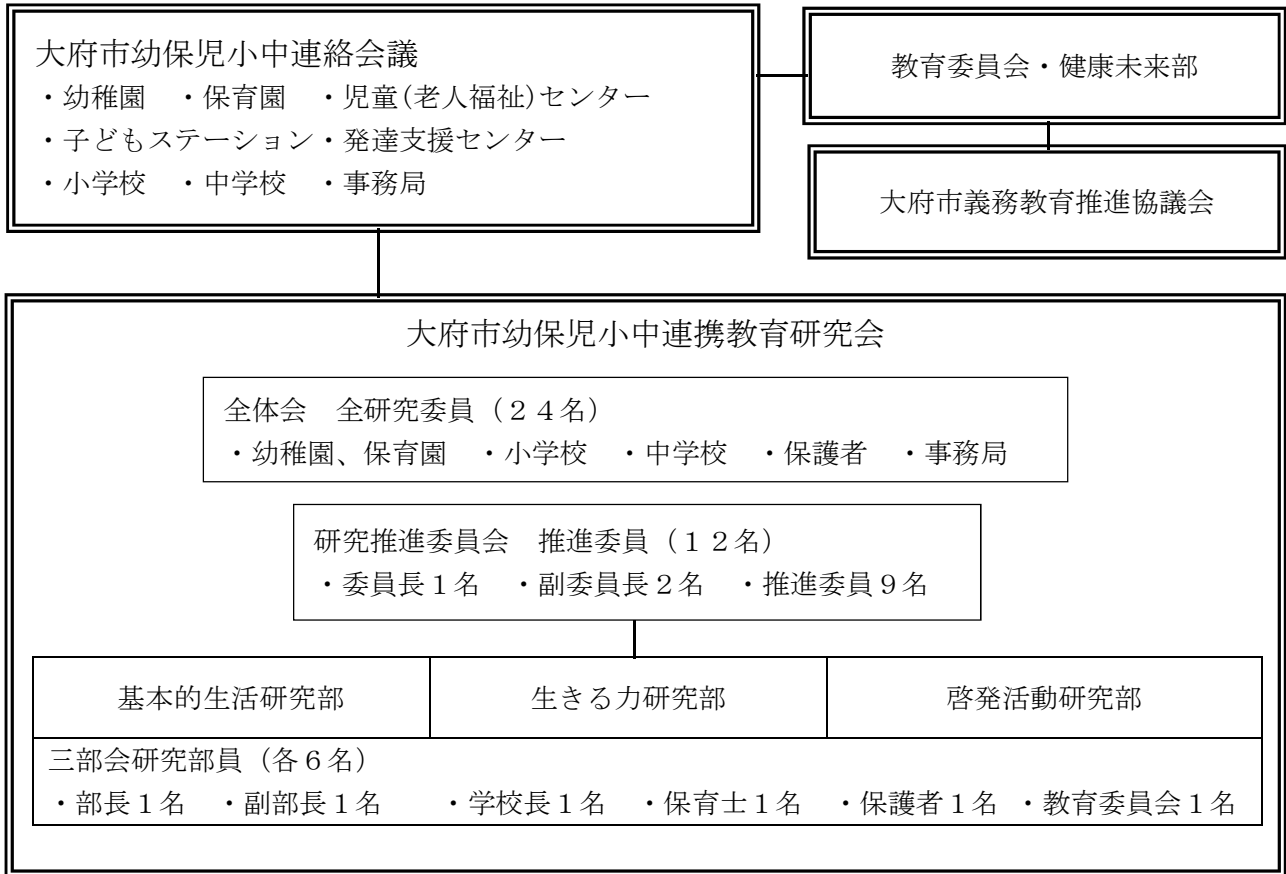 大府市幼保児小中連絡会議
・幼稚園　・保育園　・児童(老人福祉)センター
・子どもステーション・発達支援センター
・小学校　・中学校　・事務局
教育委員会・健康未来部
大府市義務教育推進協議会
大府市幼保児小中連携教育研究会
全体会　全研究委員（２４名）
・幼稚園、保育園　・小学校　・中学校　・保護者　・事務局
研究推進委員会　推進委員（１２名）
・委員長１名　・副委員長２名　・推進委員９名
基本的生活研究部　生きる力研究部　啓発活動研究部
三部会研究部員（各６名）
・部長１名　・副部長１名　・学校長１名　・保育士１名　・保護者１名　・教育委員会１名